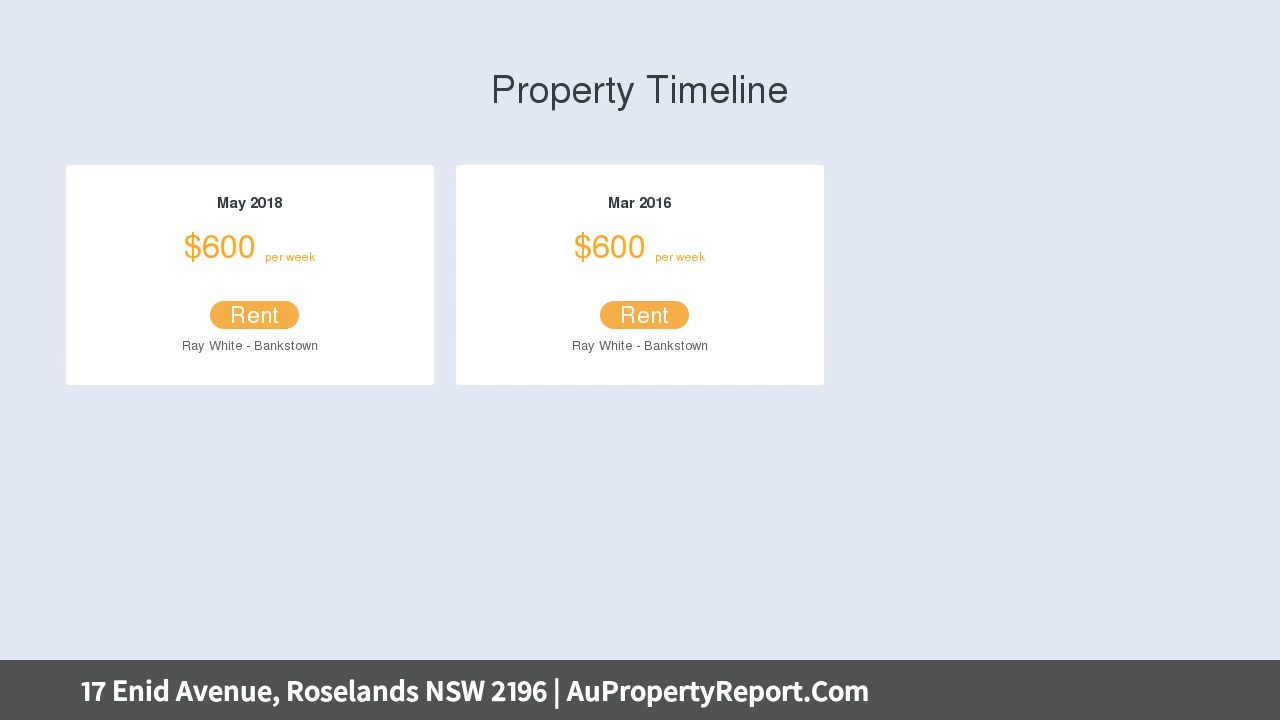 Property Timeline
May 2018
$600 per week
Rent
Ray White - Bankstown
Mar 2016
$600 per week
Rent
Ray White - Bankstown
17 Enid Avenue, Roselands NSW 2196 | AuPropertyReport.Com